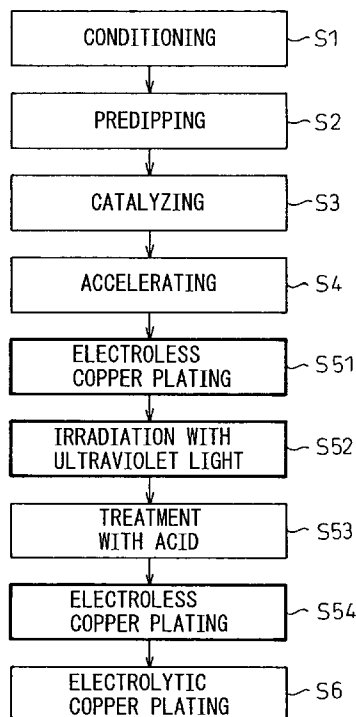 CONDITIONING
S1
PREDIPPING
S2
CATALYZING
S3
ACCELERATING
S4
ELECTROLESS
COPPER PLATING
S51
IRRADIATION WITH
ULTRAVIOLET LIGHT
S52
TREATMENT
WITH ACID
S53
ELECTROLESS
COPPER PLATING
S54
ELECTROLYTIC
COPPER PLATING
S6